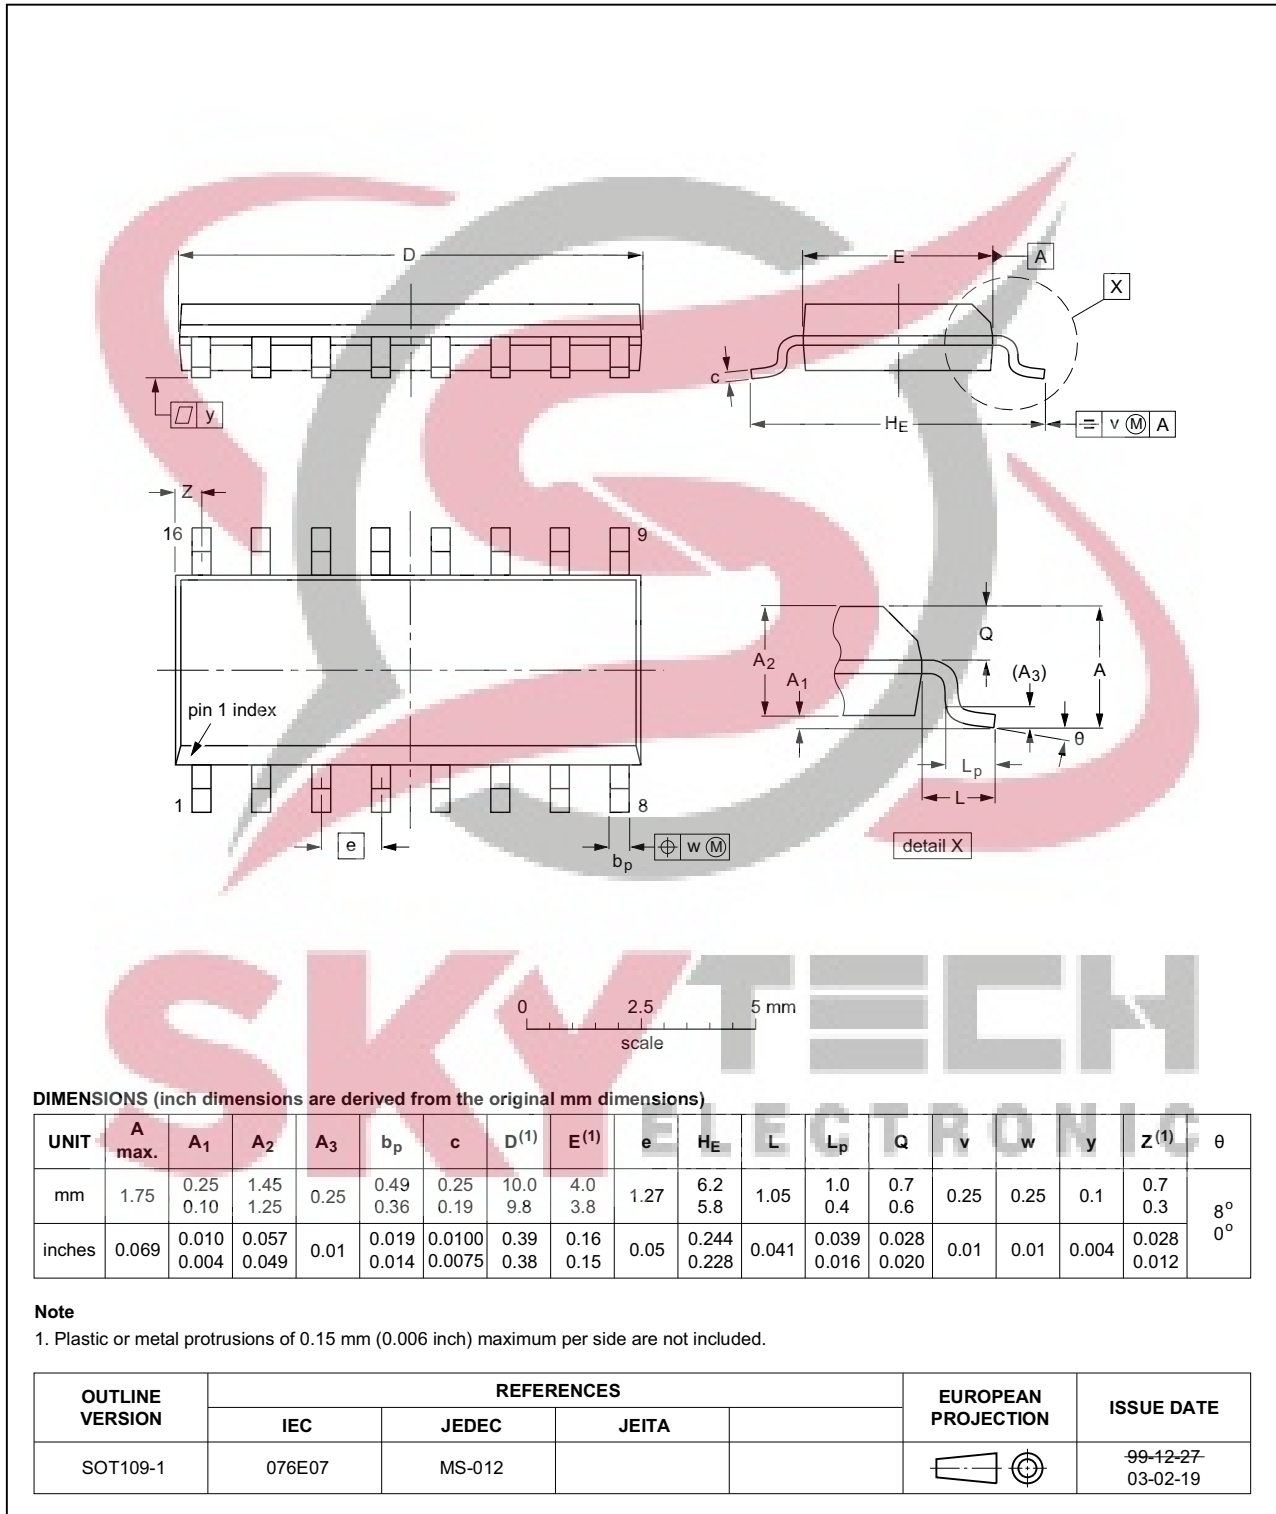 D
E
A
X
c
y
HE
v M A
Z
16
9
pin 1 index
1
8
e
bp
w M
A2
A1
Q
(A3)
A
θ
Lp
L
detail X
0 2.5 5 mm
scale
SKYTECH
ELECTRONIC
DIMENSIONS (inch dimensions are derived from the original mm dimensions)
UNIT A max. A1 A2 A3 bp c D(1) E(1) e HE L Lp Q v w y Z(1) θ
mm 1.75 0.25 0.10 1.45 1.25 0.25 0.49 0.36 0.25 0.19 10.0 9.8 4.0 3.8 1.27 6.2 5.8 1.05 1.0 0.4 0.7 0.6 0.25 0.25 0.1 0.7 0.3 8° 0°
inches 0.069 0.010 0.004 0.057 0.049 0.01 0.019 0.014 0.0100 0.0075 0.39 0.38 0.16 0.15 0.05 0.244 0.228 0.041 0.039 0.016 0.028 0.020 0.01 0.01 0.004 0.028 0.012
Note
1. Plastic or metal protrusions of 0.15 mm (0.006 inch) maximum per side are not included.
OUTLINE VERSION REFERENCES EUROPEAN PROJECTION ISSUE DATE
IEC JEDEC JEITA
SOT109-1 076E07 MS-012 99-12-27
03-02-19